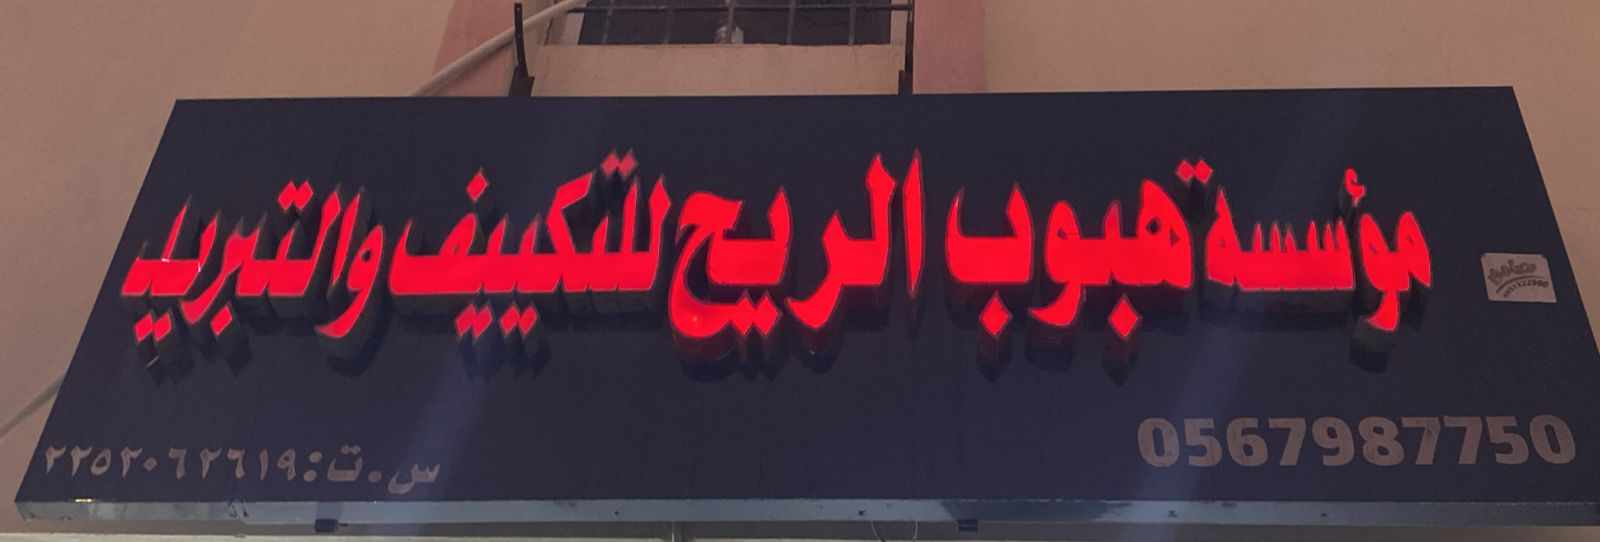 مؤسسة هبوب الريح للتكييف والتبريد
0567987750
س.ت: ٢٢٥٢٠٦٢٦١٩